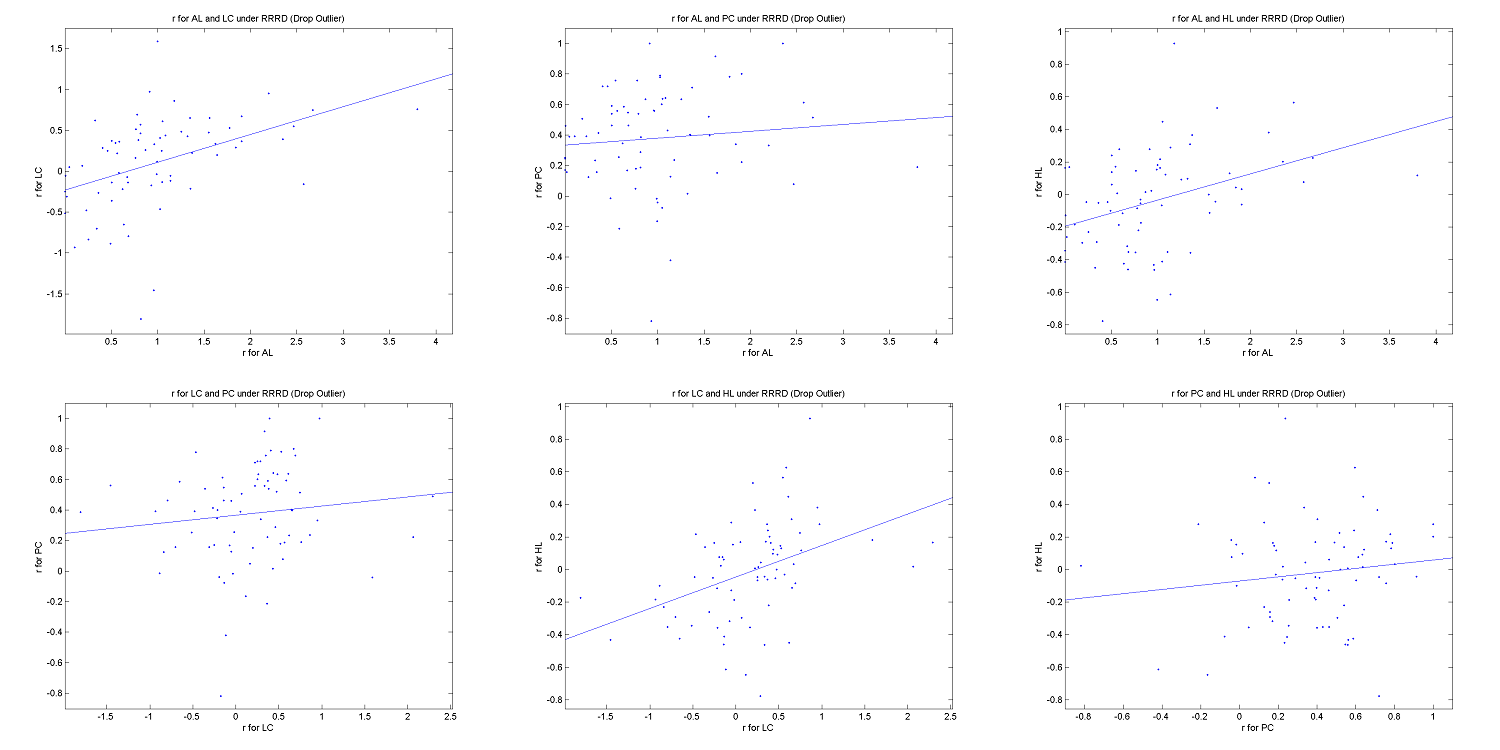 r for AL and LC under RRRD (Drop Outlier)
r for LC
1.5
1
0.5
0
-0.5
-1
-1.5
0.5 1 1.5 2 2.5 3 3.5 4
r for AL
r for AL and PC under RRRD (Drop Outlier)
r for PC
1
0.8
0.6
0.4
0.2
0
-0.2
-0.4
-0.6
-0.8
0.5 1 1.5 2 2.5 3 3.5 4
r for AL
r for AL and HL under RRRD (Drop Outlier)
r for HL
1
0.8
0.6
0.4
0.2
0
-0.2
-0.4
-0.6
-0.8
0.5 1 1.5 2 2.5 3 3.5 4
r for AL
r for LC and PC under RRRD (Drop Outlier)
r for PC
1
0.8
0.6
0.4
0.2
0
-0.2
-0.4
-0.6
-0.8
-1.5 -1 -0.5 0 0.5 1 1.5 2 2.5
r for LC
r for LC and HL under RRRD (Drop Outlier)
r for HL
1
0.8
0.6
0.4
0.2
0
-0.2
-0.4
-0.6
-0.8
-1.5 -1 -0.5 0 0.5 1 1.5 2 2.5
r for LC
r for PC and HL under RRRD (Drop Outlier)
r for HL
1
0.8
0.6
0.4
0.2
0
-0.2
-0.4
-0.6
-0.8
-0.8 -0.6 -0.4 -0.2 0 0.2 0.4 0.6 0.8 1
r for PC